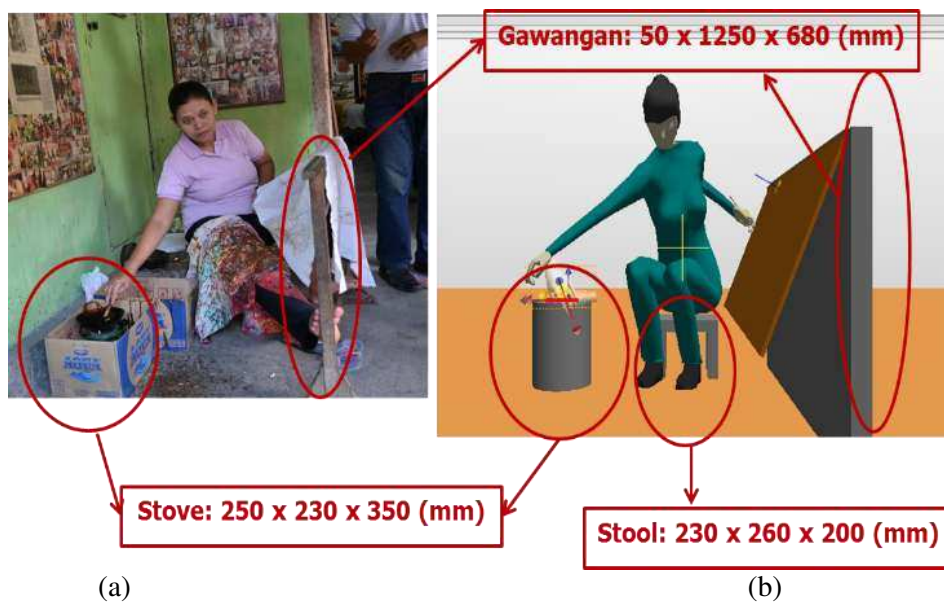 Gawangan: 50 x 1250 x 680 (mm)
Stove: 250 x 230 x 350 (mm)
Stool: 230 x 260 x 200 (mm)
(a)
(b)